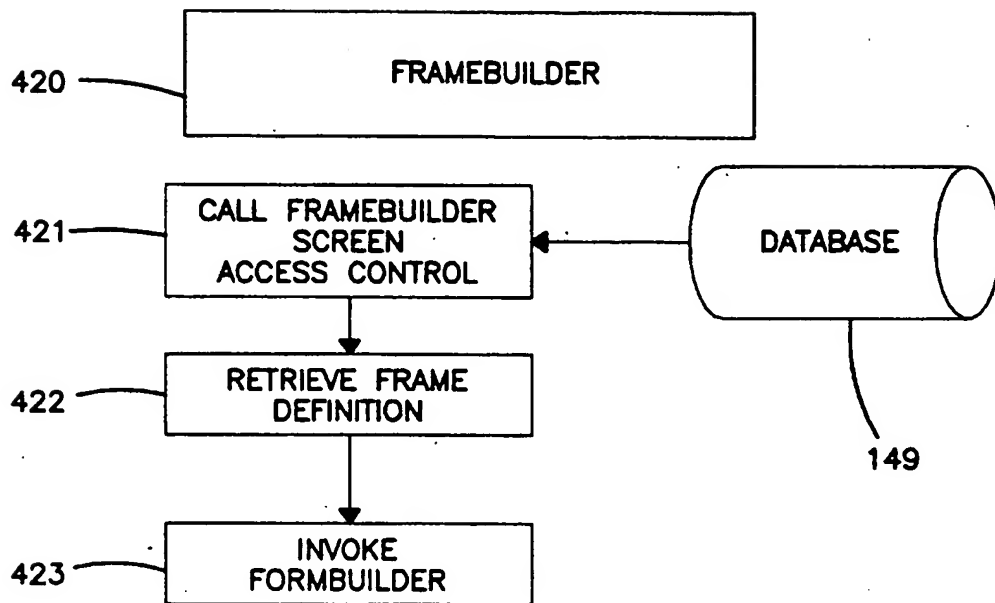 FRAMEBUILDER
420
CALL FRAMEBUILDER
SCREEN
ACCESS CONTROL
421
DATABASE
RETRIEVE FRAME
DEFINITION
422
149
INVOKE
FORMBUILDER
423